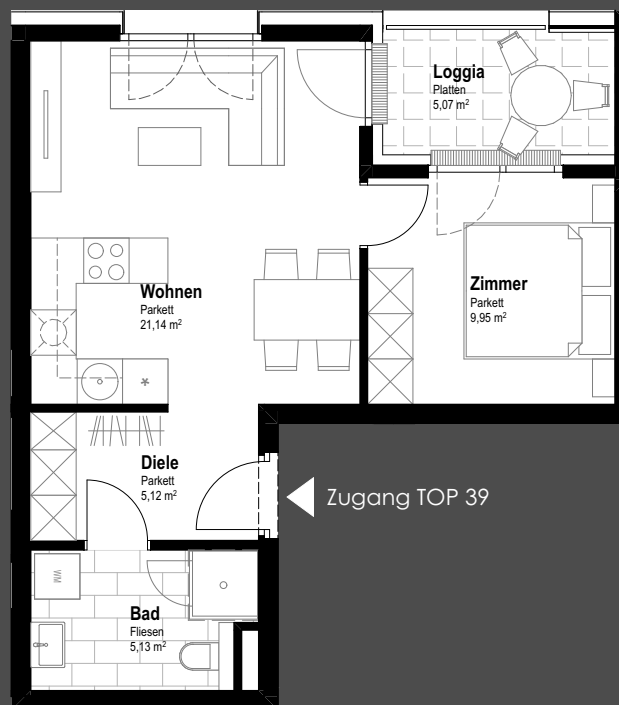 Loggia
Platten
5,07 m²
Wohnen
Parkett
21,14 m²
Zimmer
Parkett
9,95 m²
*
Diele
Parkett
5,12 m²
Zugang TOP 39
WM
Bad
Fliesen
5,13 m²